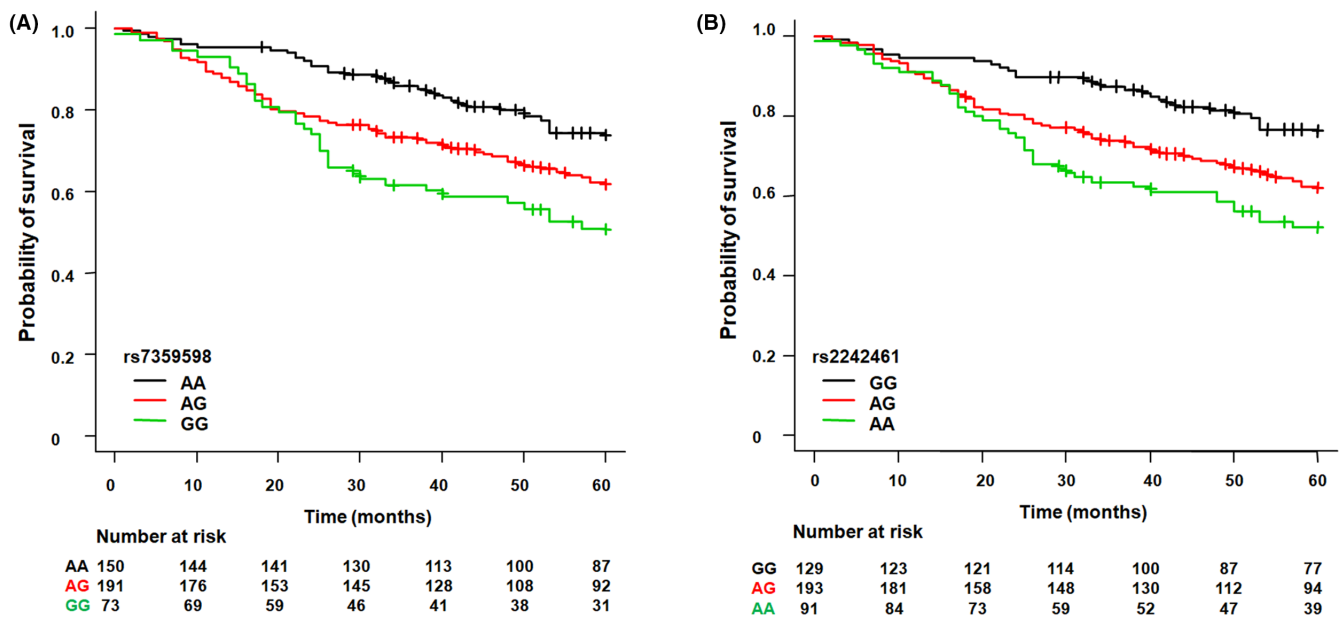 (A)
1.0
0.8
0.6
0.4
0.2
0
Probability of survival
rs7359598
AA
AG
GG
0 10 20 30 40 50 60
Time (months)
Number at risk
AA 150 144 141 130 113 100 87
AG 191 176 153 145 128 108 92
GG 73 69 59 46 41 38 31
(B)
1.0
0.8
0.6
0.4
0.2
0
Probability of survival
rs2242461
GG
AG
AA
0 10 20 30 40 50 60
Time (months)
Number at risk
GG 129 123 121 114 100 87 77
AG 193 181 158 148 130 112 94
AA 91 84 73 59 52 47 39